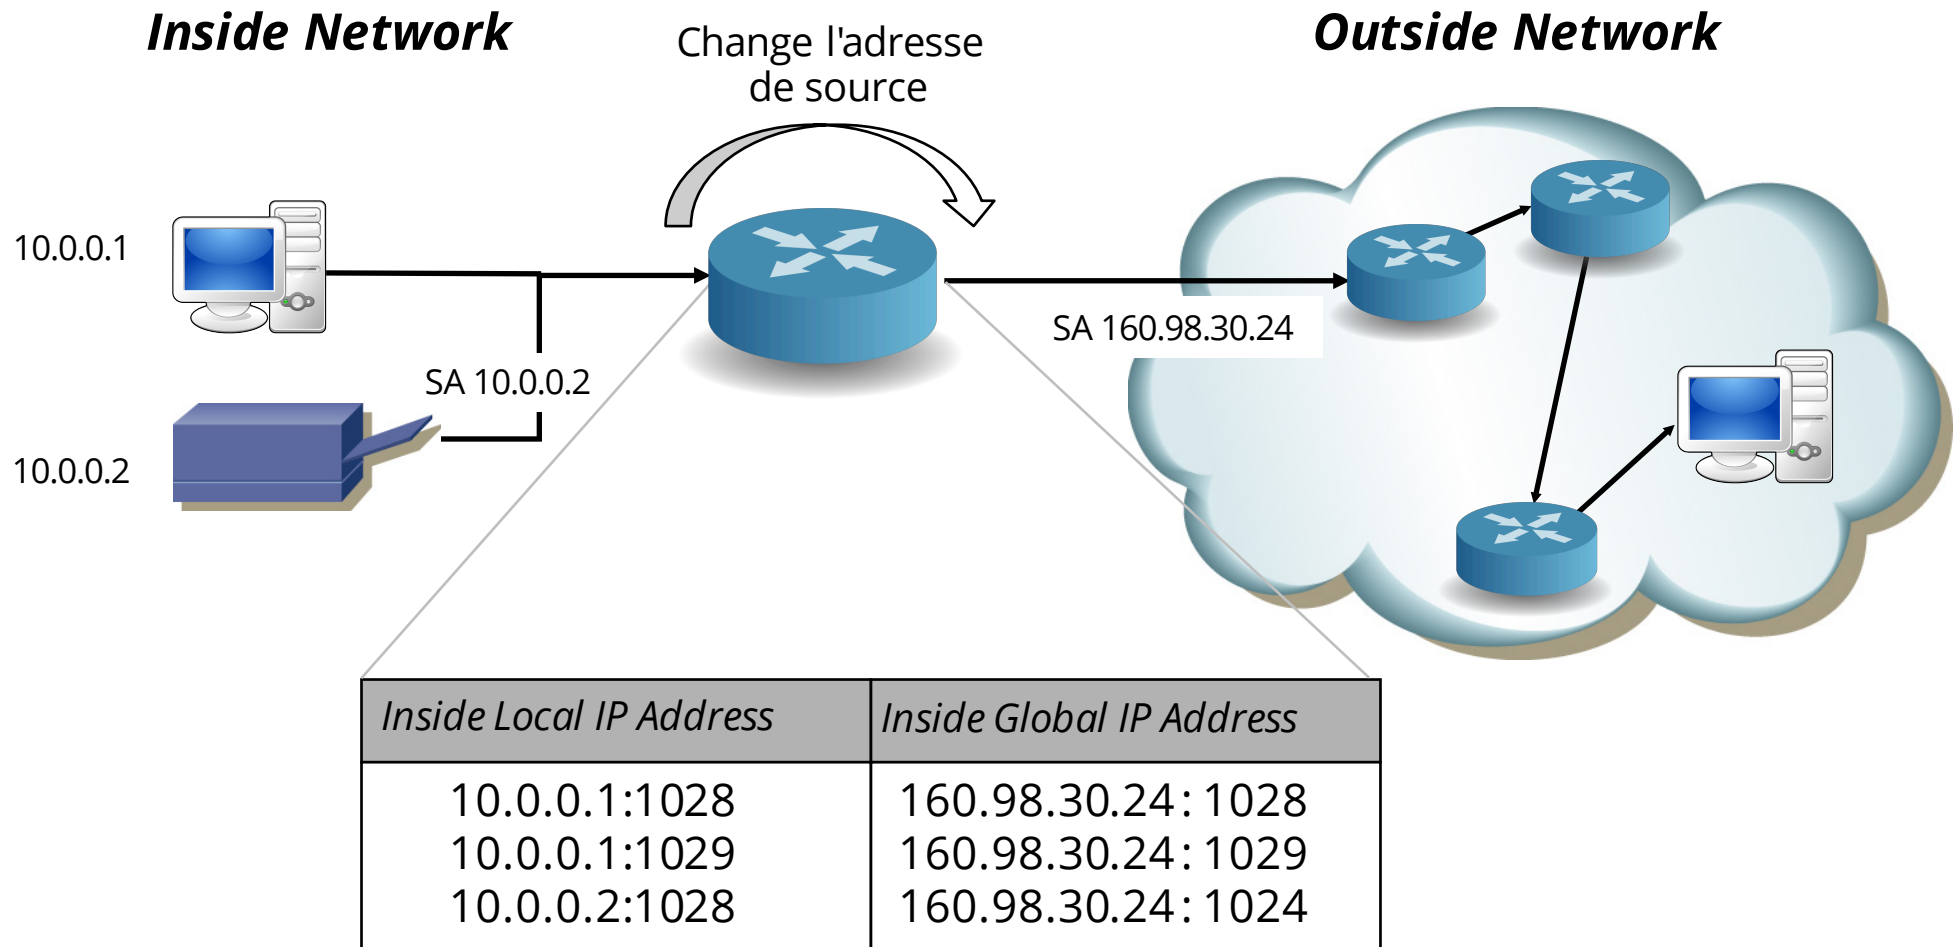 Inside Network
Change l'adresse
de source
Outside Network
10.0.0.1
SA 160.98.30.24
SA 10.0.0.2
10.0.0.2
Inside Local IP Address
Inside Global IP Address
10.0.0.1:1028
160.98.30.24: 1028
10.0.0.1:1029
160.98.30.24: 1029
10.0.0.2:1028
160.98.30.24: 1024